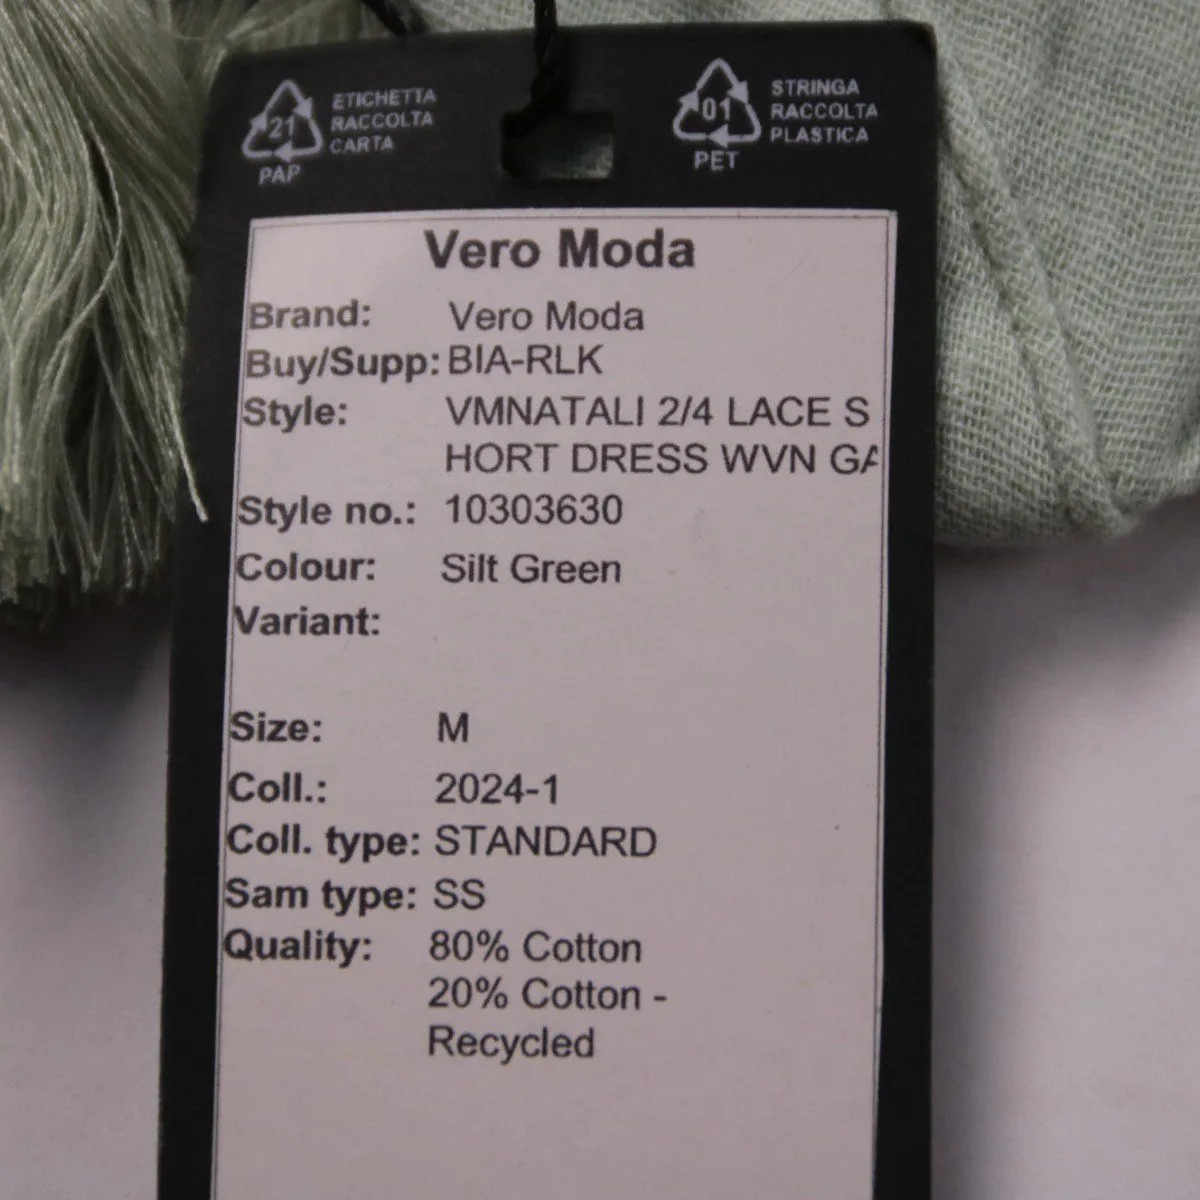 21
PAP
ETICHETTA
RACCOLTA
CARTA
01
PET
STRINGA
RACCOLTA
PLASTICA
Vero Moda
Brand: Vero Moda
Buy/Supp: BIA-RLK
Style: VMNATALI 2/4 LACE S
HORT DRESS WVN GA
Style no.: 10303630
Colour: Silt Green
Variant:
Size: M
Coll.: 2024-1
Coll. type: STANDARD
Sam type: SS
Quality: 80% Cotton
20% Cotton -
Recycled